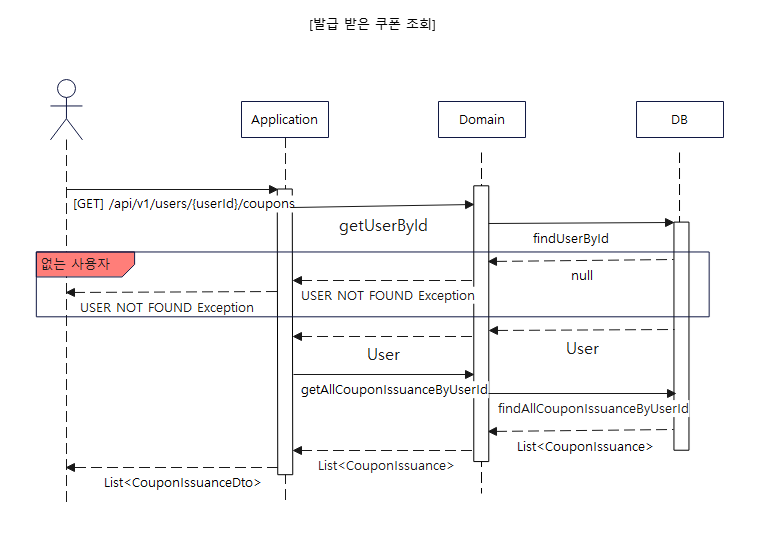 [발급 받은 쿠폰 조회]
Application
Domain
DB
[GET] /api/v1/users/{userId}/coupons
getUserById
findUserById
없는 사용자
null
USER NOT FOUND Exception
USER NOT FOUND Exception
User
User
getAllCouponIssuanceByUserId
findAllCouponIssuanceByUserId
List<CouponIssuance>
List<CouponIssuance>
List<CouponIssuanceDto>